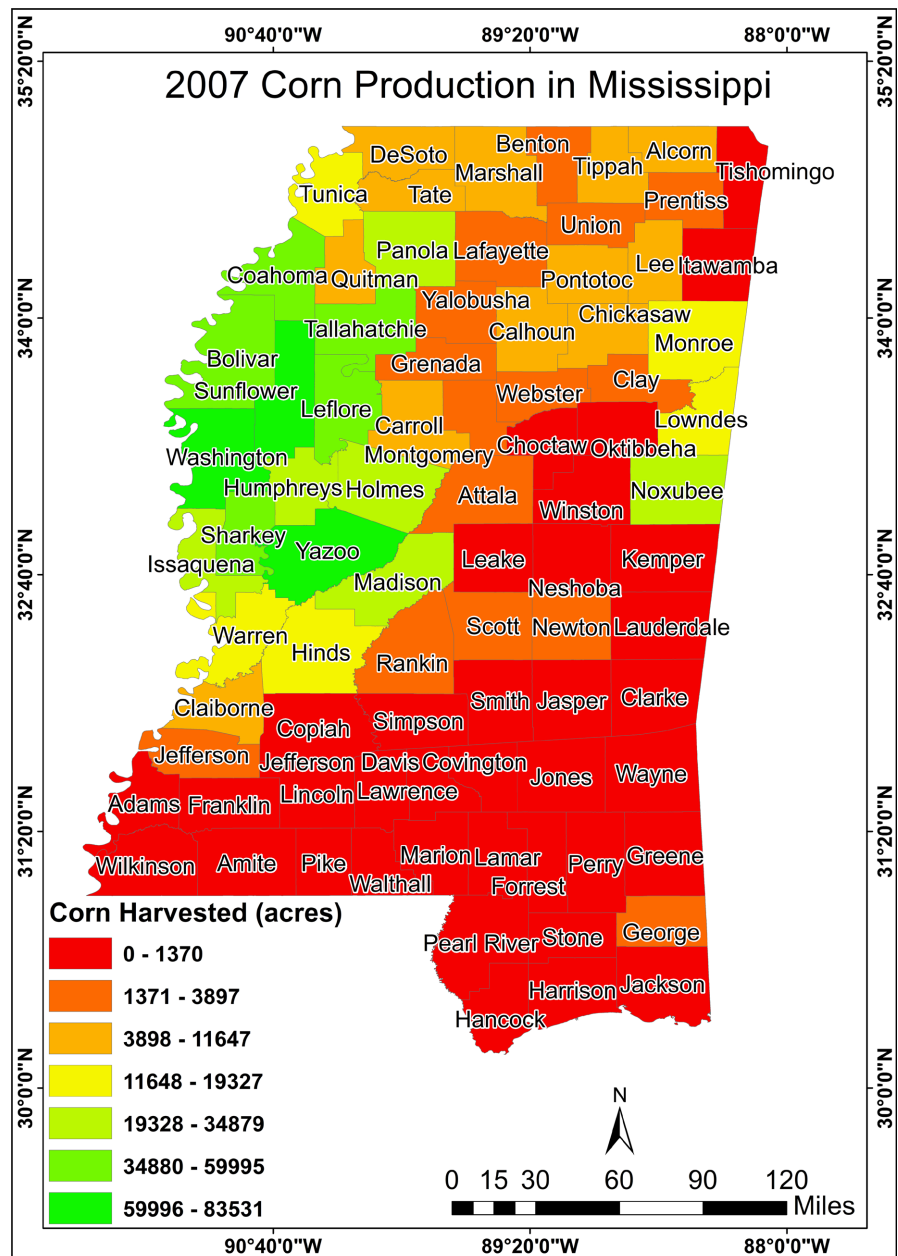 90°40'0"W 89°20'0"W 88°0'0"W
35°20'0"N
34°0'0"N
32°40'0"N
31°20'0"N
30°0'0"N
2007 Corn Production in Mississippi
DeSoto
Benton
Marshall
Tippah
Alcorn
Tishomingo
Tunica
Tate
Prentiss
Union
Panola
Lafayette
Coahoma
Quitman
Pontotoc
Lee
Itawamba
Yalobusha
Tallahatchie
Calhoun
Chickasaw
Monroe
Bolivar
Grenada
Sunflower
Leflore
Webster
Clay
Carroll
Lowndes
Washington
Montgomery
Choctaw
Oktibbeha
Humphreys
Holmes
Attala
Winston
Noxubee
Sharkey
Issaquena
Yazoo
Madison
Leake
Neshoba
Kemper
Warren
Hinds
Scott
Newton
Lauderdale
Rankin
Claiborne
Copiah
Simpson
Smith
Jasper
Clarke
Jefferson
Jefferson Davis
Covington
Jones
Wayne
Adams
Franklin
Lincoln
Lawrence
Wilkinson
Amite
Pike
Walthall
Marion
Lamar
Forrest
Perry
Greene
Pearl River
Stone
George
Hancock
Harrison
Jackson
Corn Harvested (acres)
0 - 1370
1371 - 3897
3898 - 11647
11648 - 19327
19328 - 34879
34880 - 59995
59996 - 83531
N
0 15 30 60 90 120
Miles
90°40'0"W 89°20'0"W 88°0'0"W
35°20'0"N
34°0'0"N
32°40'0"N
31°20'0"N
30°0'0"N